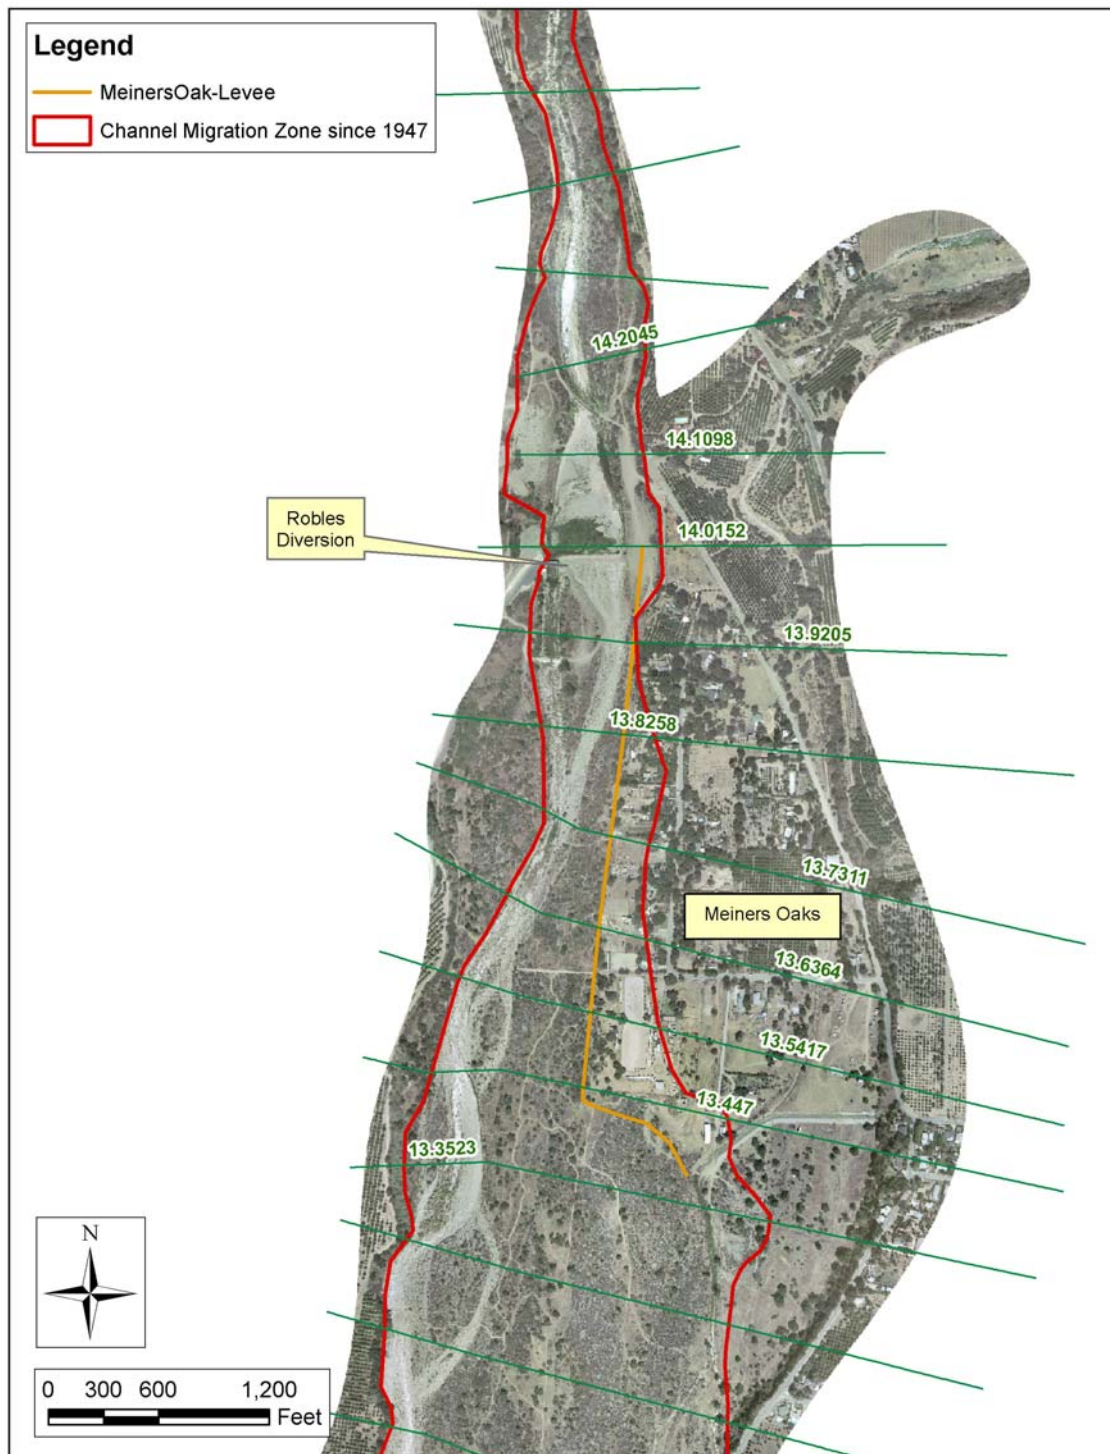 Legend
MeinersOak-Levee
Channel Migration Zone since 1947
14.2045
14.1098
Robles
Diversion
14.0152
13.9205
13.8258
13.7311
Meiners Oaks
13.6364
13.5417
13.447
13.3523
N
0 300 600 1,200
Feet